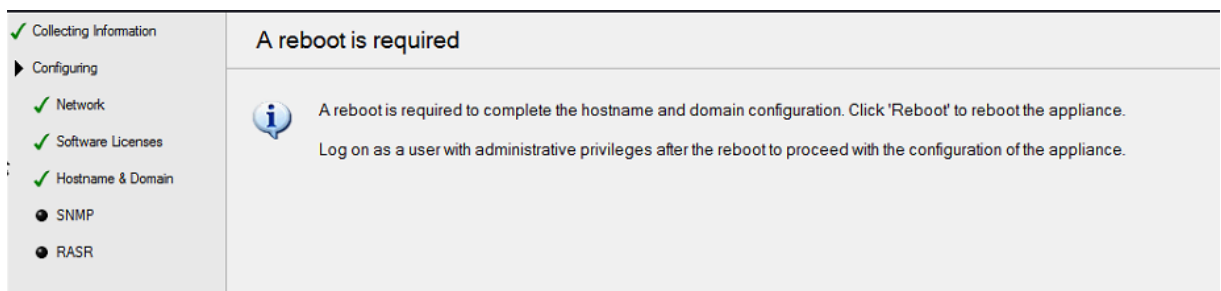 Collecting Information
Configuring
Network
Software Licenses
Hostname & Domain
SNMP
RASR
A reboot is required
A reboot is required to complete the hostname and domain configuration. Click 'Reboot' to reboot the appliance.
Log on as a user with administrative privileges after the reboot to proceed with the configuration of the appliance.